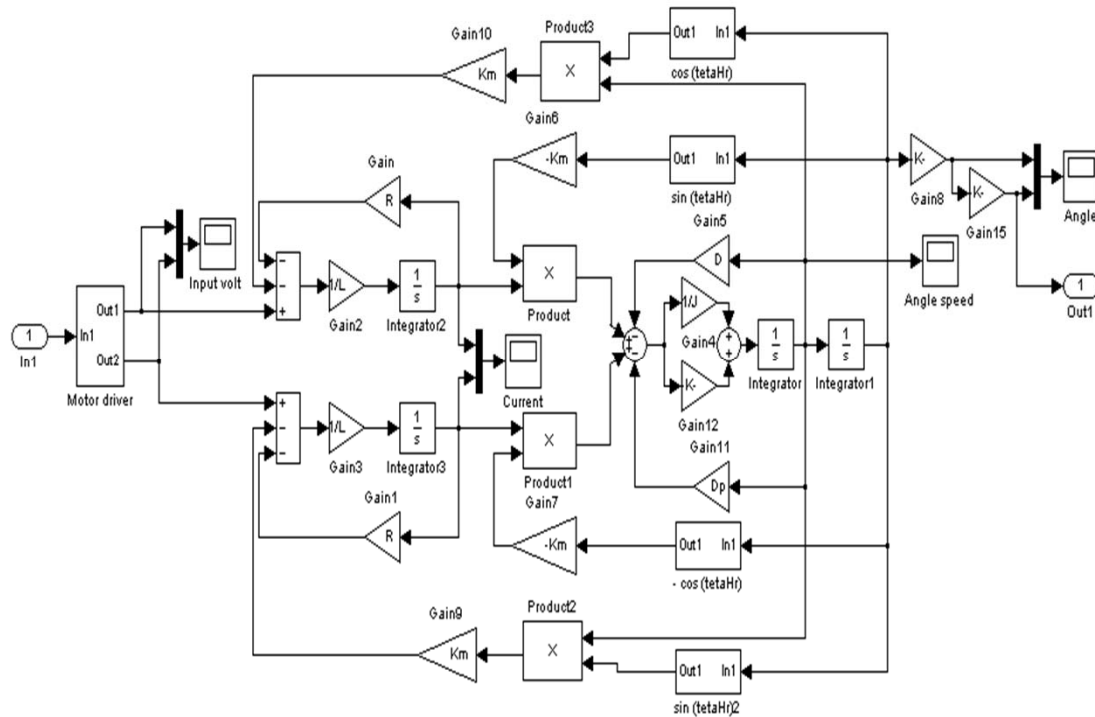 Product3
Gain10
Km
X
Out1 In1
cos (tetaHr)
Gain6
-Km
Out1 In1
sin (tetaHr)
Gain
R
K-
Gain8
K-
Gain15
Angle
Gain5
D
Input volt
1/L
Gain2
1
s
Integrator2
X
Product
1/J
Gain4
Angle speed
1
Out1
1
In1
In1
Out1
Out2
Motor driver
Current
K-
Gain12
1
s
Integrator
1
s
Integrator1
1/L
Gain3
1
s
Integrator3
X
Product1
Gain11
Dp
Gain1
R
Gain7
-Km
Out1 In1
- cos (tetaHr)
Gain9
Km
Product2
X
Out1 In1
sin (tetaHr)2